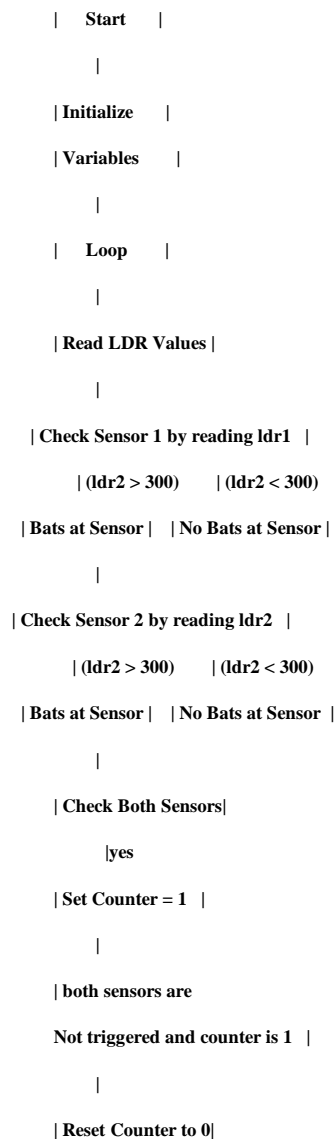 | Start |
|
| Initialize |
| Variables |
|
| Loop |
|
| Read LDR Values |
|
| Check Sensor 1 by reading ldr1 |
| (ldr2 > 300) | (ldr2 < 300)
| Bats at Sensor | | No Bats at Sensor |
|
| Check Sensor 2 by reading ldr2 |
| (ldr2 > 300) | (ldr2 < 300)
| Bats at Sensor | | No Bats at Sensor |
|
| Check Both Sensors|
|yes
| Set Counter = 1 |
|
| both sensors are
Not triggered and counter is 1 |
|
| Reset Counter to 0|